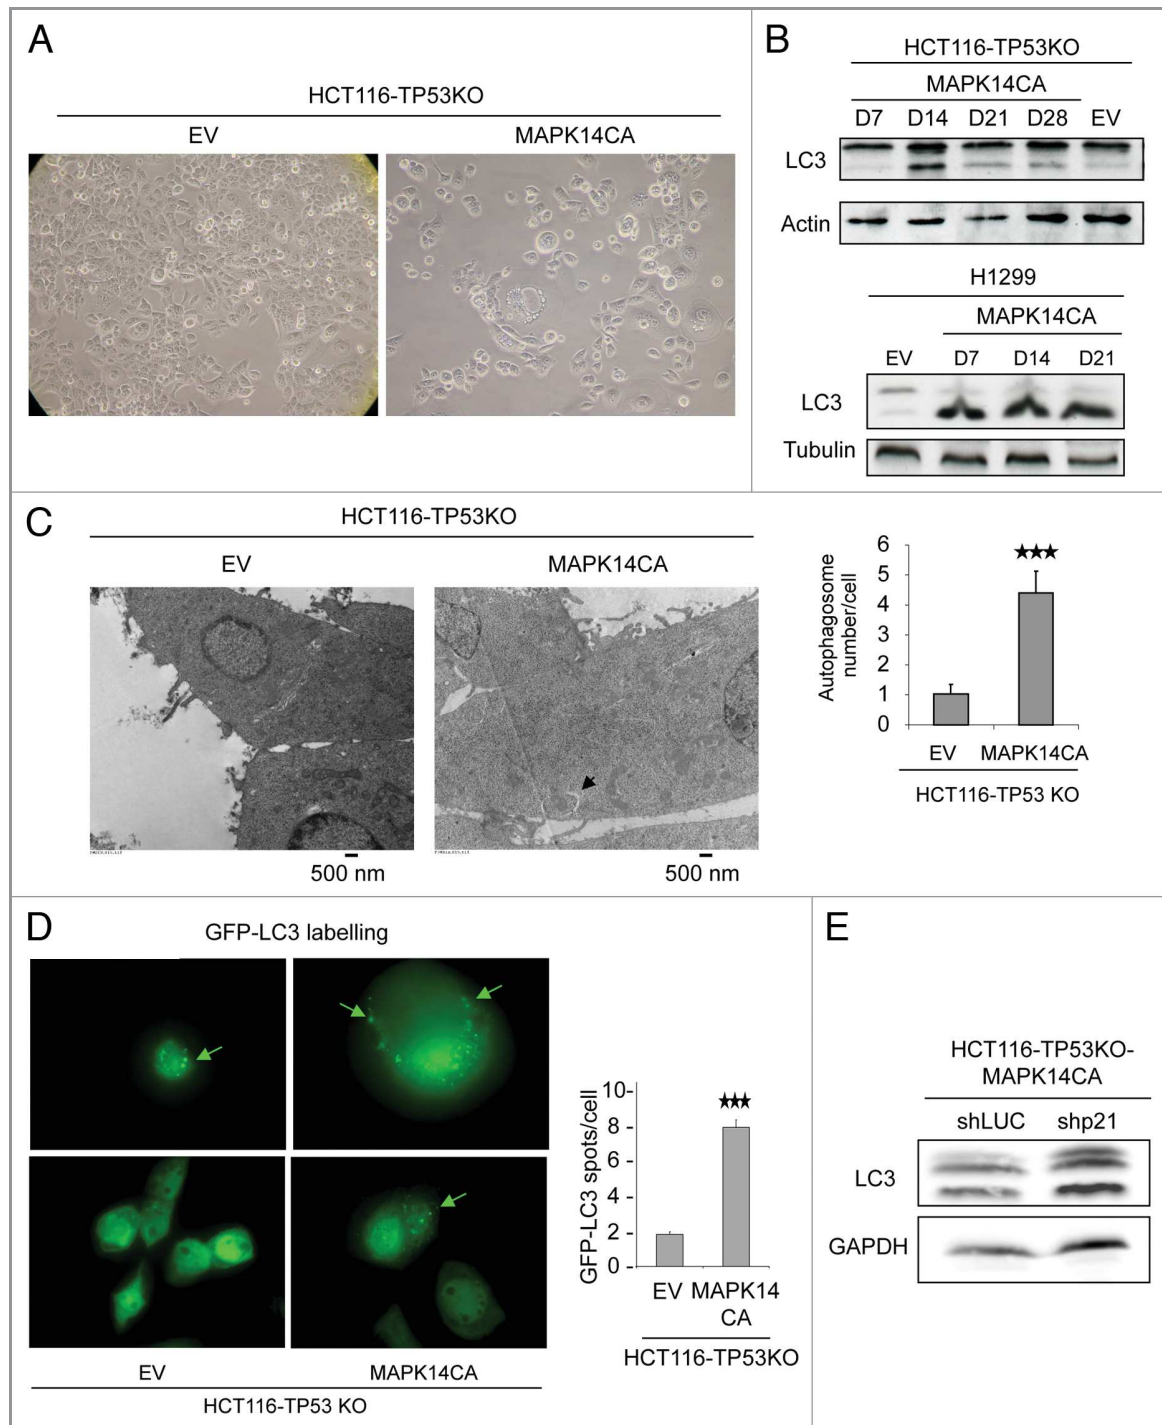 A
HCT116-TP53KO
EV
MAPK14CA
B
HCT116-TP53KO
MAPK14CA
D7 D14 D21 D28 EV
LC3
Actin
H1299
MAPK14CA
EV D7 D14 D21
LC3
Tubulin
C
HCT116-TP53KO
EV
MAPK14CA
500 nm
500 nm
Autophagosome
number/cell
6
5
4
3
2
1
0
★★★
EV MAPK14CA
HCT116-TP53 KO
D
GFP-LC3 labelling
EV
MAPK14CA
HCT116-TP53 KO
GFP-LC3 spots/cell
10-
8 -
6 -
4 -
2 -
0 -
★★★
EV MAPK14
CA
HCT116-TP53KO
E
HCT116-TP53KO-
MAPK14CA
shLUC shp21
LC3
GAPDH